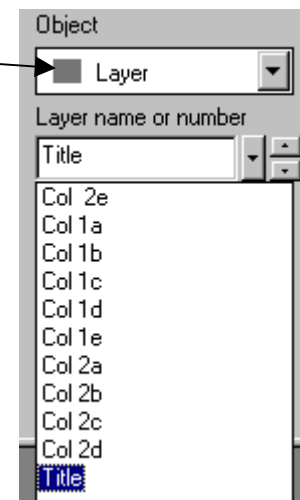 Object
Layer
Layer name or number
Title
Col 2e
Col 1a
Col 1b
Col 1c
Col 1d
Col 1e
Col 2a
Col 2b
Col 2c
Col 2d
Title